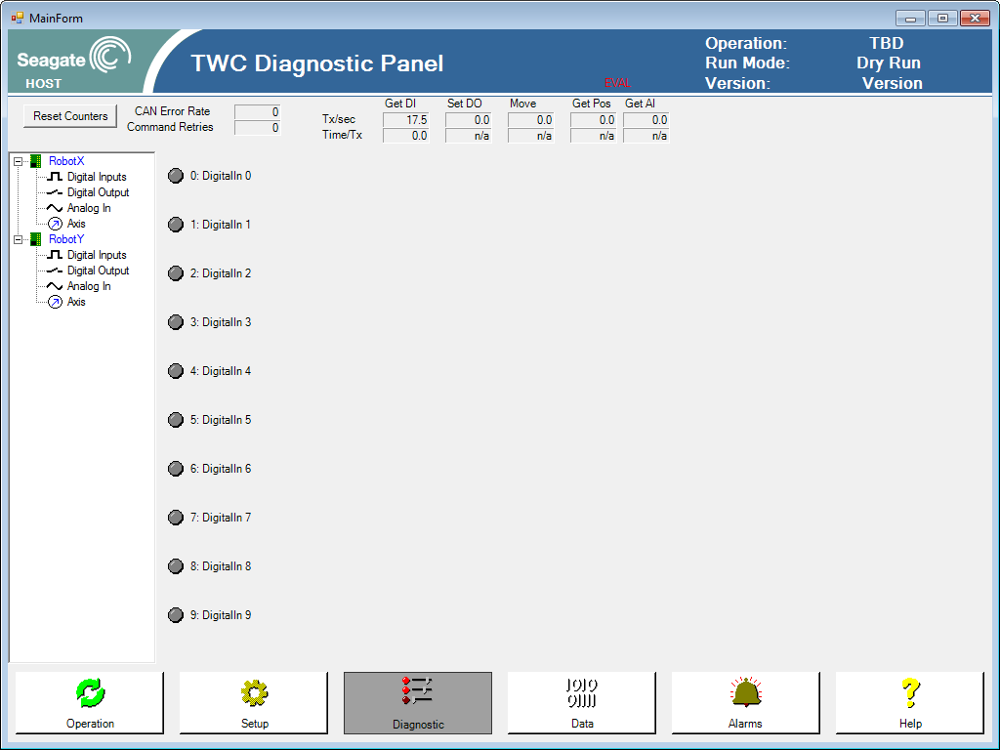 MainForm
Seagate
HOST
TWC Diagnostic Panel
EVAL
Operation: TBD
Run Mode: Dry Run
Version: Version
Reset Counters
CAN Error Rate 0
Command Retries 0
Get DI Set DO Move Get Pos Get AI
Tx/sec 17.5 0.0 0.0 0.0 0.0
Time/Tx 0.0 n/a n/a n/a n/a
RobotX
Digital Inputs
Digital Output
Analog In
Axis
RobotY
Digital Inputs
Digital Output
Analog In
Axis
0: DigitalIn 0
1: DigitalIn 1
2: DigitalIn 2
3: DigitalIn 3
4: DigitalIn 4
5: DigitalIn 5
6: DigitalIn 6
7: DigitalIn 7
8: DigitalIn 8
9: DigitalIn 9
1010
01111
?
Operation Setup Diagnostic Data Alarms Help